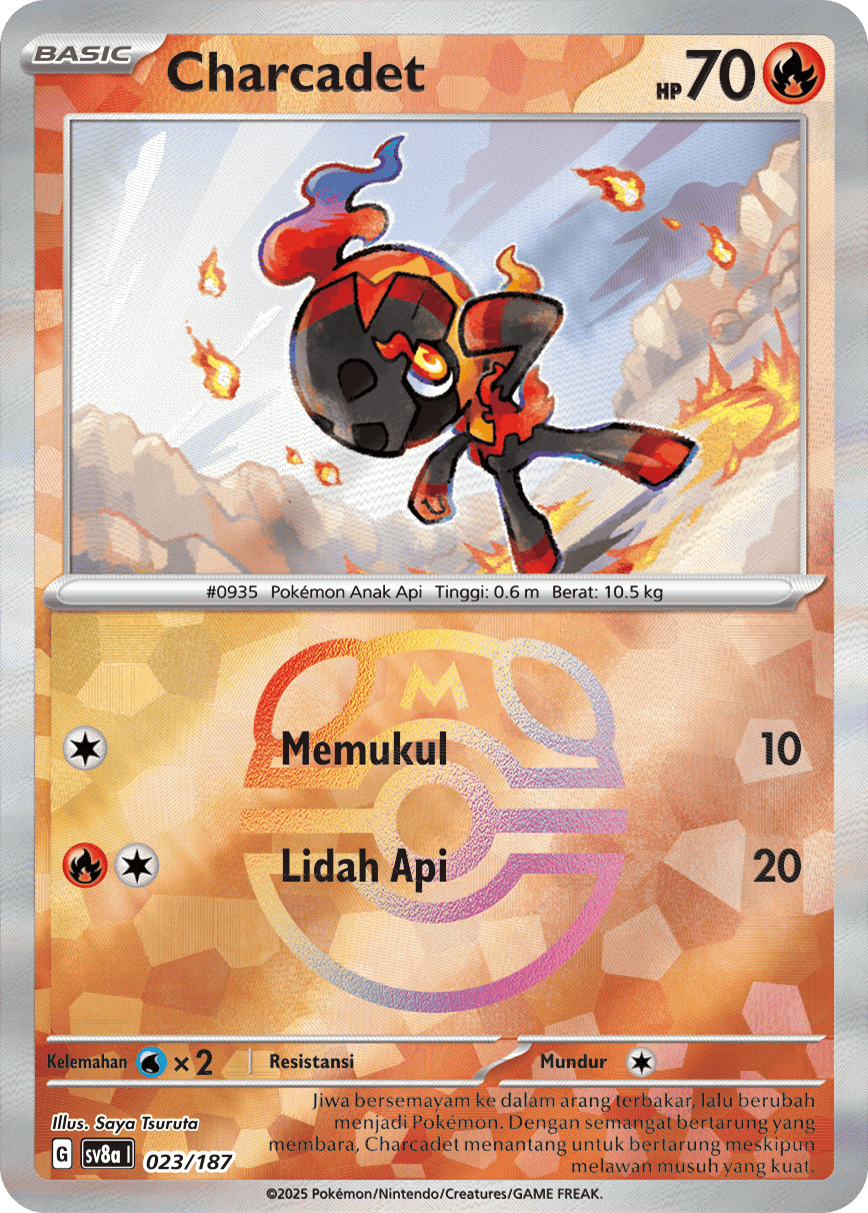 BASIC
Charcadet
HP 70
#0935 Pokémon Anak Api Tinggi: 0.6 m Berat: 10.5 kg
M
Memukul 10
Lidah Api 20
Kelemahan ×2 Resistansi Mundur
Jiwa bersemayam ke dalam arang terbakar, lalu berubah
menjadi Pokémon. Dengan semangat bertarung yang
membara, Charcadet menantang untuk bertarung meskipun
melawan musuh yang kuat.
Illus. Saya Tsuruta
G sv8a I 023/187
©2025 Pokémon/Nintendo/Creatures/GAME FREAK.